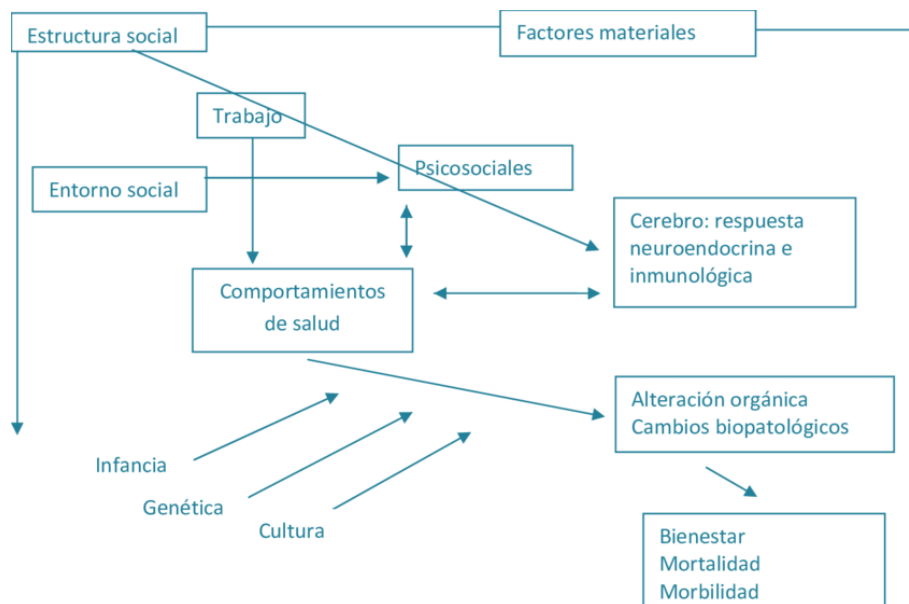 Estructura social
Factores materiales
Trabajo
Psicosociales
Entorno social
Cerebro: respuesta
neuroendocrina e
inmunológica
Comportamientos
de salud
Alteración orgánica
Cambios biopatológicos
Infancia
Genética
Cultura
Bienestar
Mortalidad
Morbilidad